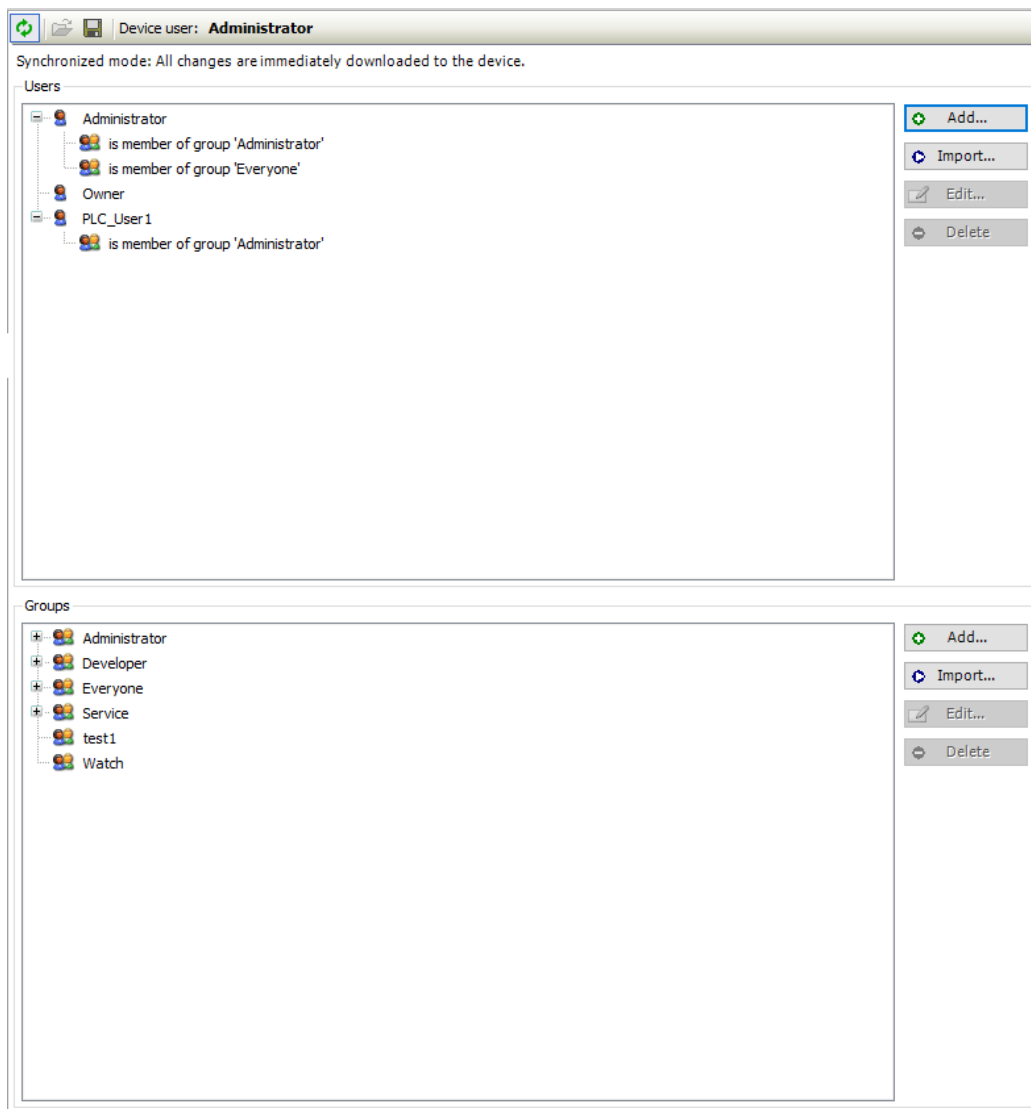 Device user: Administrator
Synchronized mode: All changes are immediately downloaded to the device.
Users
Administrator
is member of group 'Administrator'
is member of group 'Everyone'
Owner
PLC_User1
is member of group 'Administrator'
Add...
Import...
Edit...
Delete
Groups
Administrator
Developer
Everyone
Service
test1
Watch
Add...
Import...
Edit...
Delete